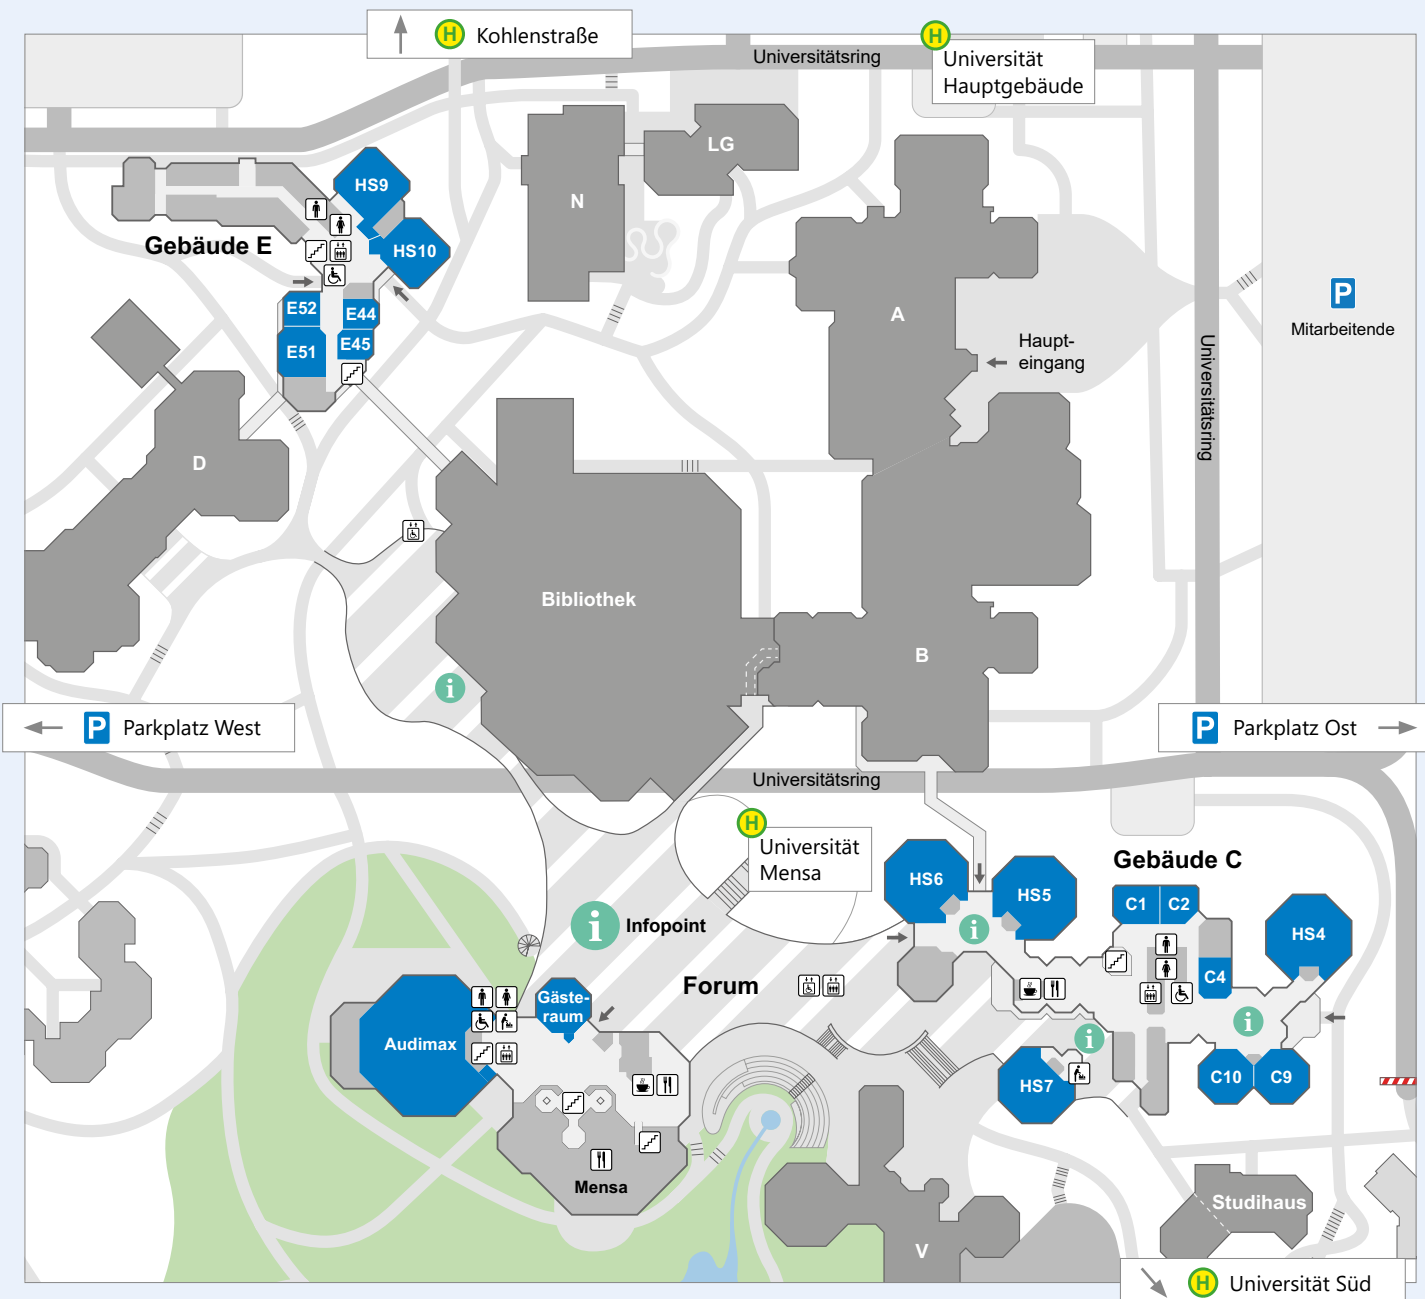 H Kohlenstraße
Universitätsring
H
Universität
Hauptgebäude
LG
HS9
N
Gebäude E
HS10
P
Mitarbeitende
E52
E44
A
Haupt-
eingang
E51
E45
Universitätsring
D
Bibliothek
B
i
P Parkplatz West
P Parkplatz Ost
Universitätsring
H
Universität
Mensa
Gebäude C
HS6
HS5
C1
C2
i Infopoint
i
HS4
C4
Forum
Gäste-
raum
i
Audimax
i
HS7
C10
C9
Mensa
Studihaus
V
H Universität Süd